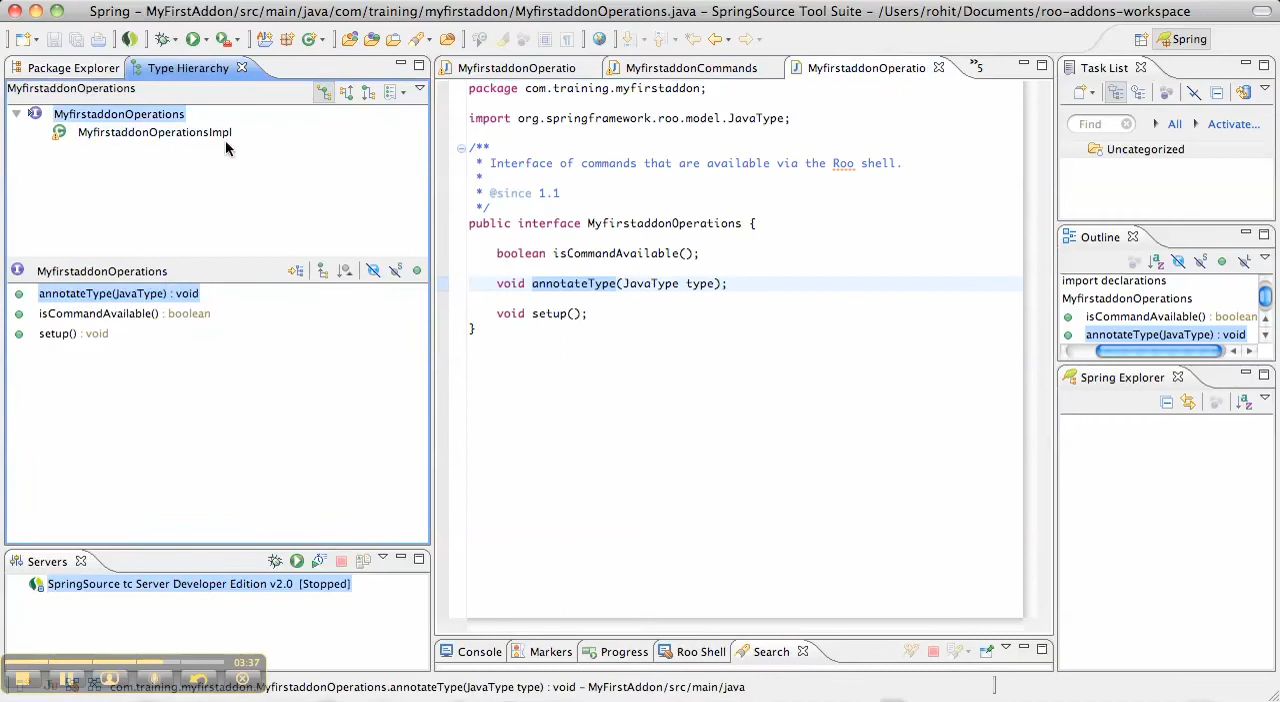 Spring – MyFirstAddon/src/main/java/com/training/myfirstaddon/MyfirstaddonOperations.java – SpringSource Tool Suite – /Users/rohit/Documents/roo-addons-workspace
Spring
Package Explorer
Type Hierarchy
MyfirstaddonOperations
MyfirstaddonOperations
MyfirstaddonOperationsImpl
MyfirstaddonOperations
annotateType(JavaType) : void
isCommandAvailable() : boolean
setup() : void
Servers
SpringSource tc Server Developer Edition v2.0 [Stopped]
MyfirstaddonOperatio
MyfirstaddonCommands
MyfirstaddonOperatio
»5
package com.training.myfirstaddon;
import org.springframework.roo.model.JavaType;
/**
* Interface of commands that are available via the Roo shell.
*
* @since 1.1
*/
public interface MyfirstaddonOperations {
boolean isCommandAvailable();
void annotateType(JavaType type);
void setup();
}
Console
Markers
Progress
Roo Shell
Search
Task List
Find
All
Activate...
Uncategorized
Outline
import declarations
MyfirstaddonOperations
isCommandAvailable() : boolean
annotateType(JavaType) : void
Spring Explorer
03:37
com.training.myfirstaddon.MyfirstaddonOperations.annotateType(JavaType type) : void – MyFirstAddon/src/main/java